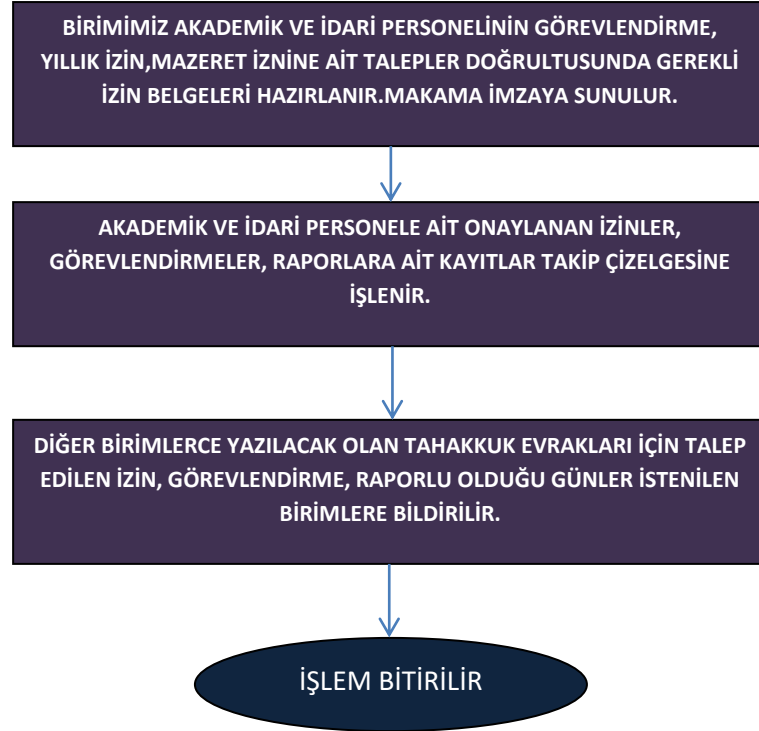 BİRİMİMİZ AKADEMİK VE İDARİ PERSONELİNİN GÖREVLENDİRME,
YILLIK İZİN,MAZERET İZNİNE AİT TALEPLER DOĞRULTUSUNDA GEREKLİ
İZİN BELGELERİ HAZIRLANIR.MAKAMA İMZAYA SUNULUR.
AKADEMİK VE İDARİ PERSONELE AİT ONAYLANAN İZİNLER,
GÖREVLENDİRMELER, RAPORLARA AİT KAYITLAR TAKİP ÇİZELGESİNE
İŞLENİR.
DİĞER BİRİMLERCE YAZILACAK OLAN TAHAKKUK EVRAKLARI İÇİN TALEP
EDİLEN İZİN, GÖREVLENDİRME, RAPORLU OLDUĞU GÜNLER İSTENİLEN
BİRİMLERE BİLDİRİLİR.
İŞLEM BİTİRİLİR